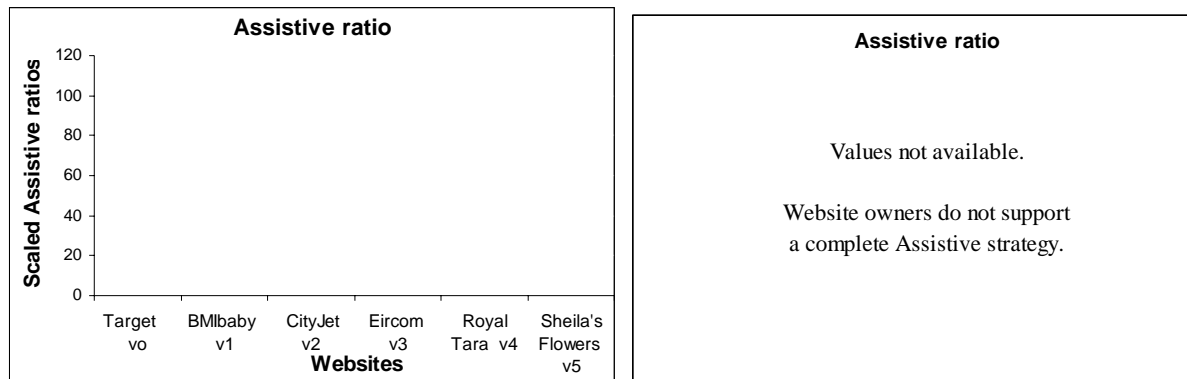 Assistive ratio
Scaled Assistive ratios
120
100
80
60
40
20
0
Target vo
BMIbaby v1
CityJet v2
Eircom v3
Royal Tara v4
Sheila's Flowers v5
Websites
Assistive ratio
Values not available.
Website owners do not support
a complete Assistive strategy.